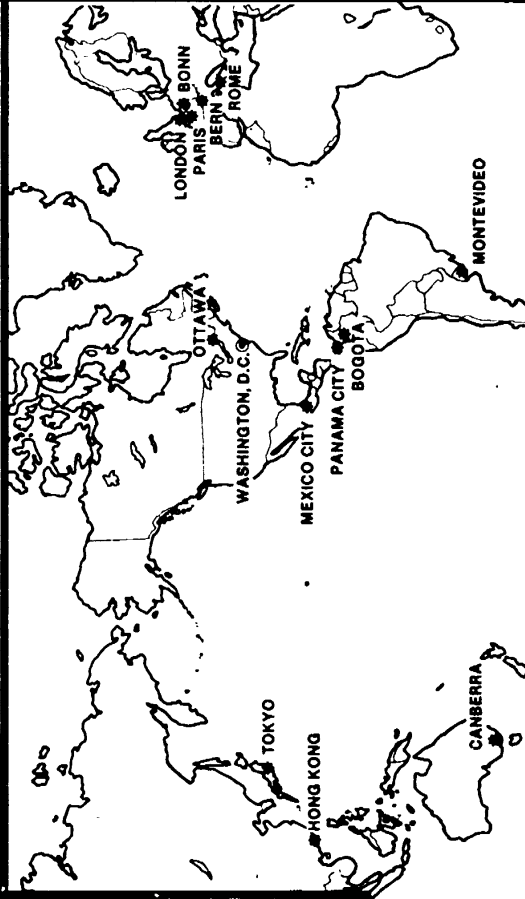 LONDON
BONN
PARIS
BERN
ROME
OTTAWA
WASHINGTON, D.C.
MEXICO CITY
PANAMA CITY
BOGOTA
MONTEVIDEO
TOKYO
HONG KONG
CANBERRA